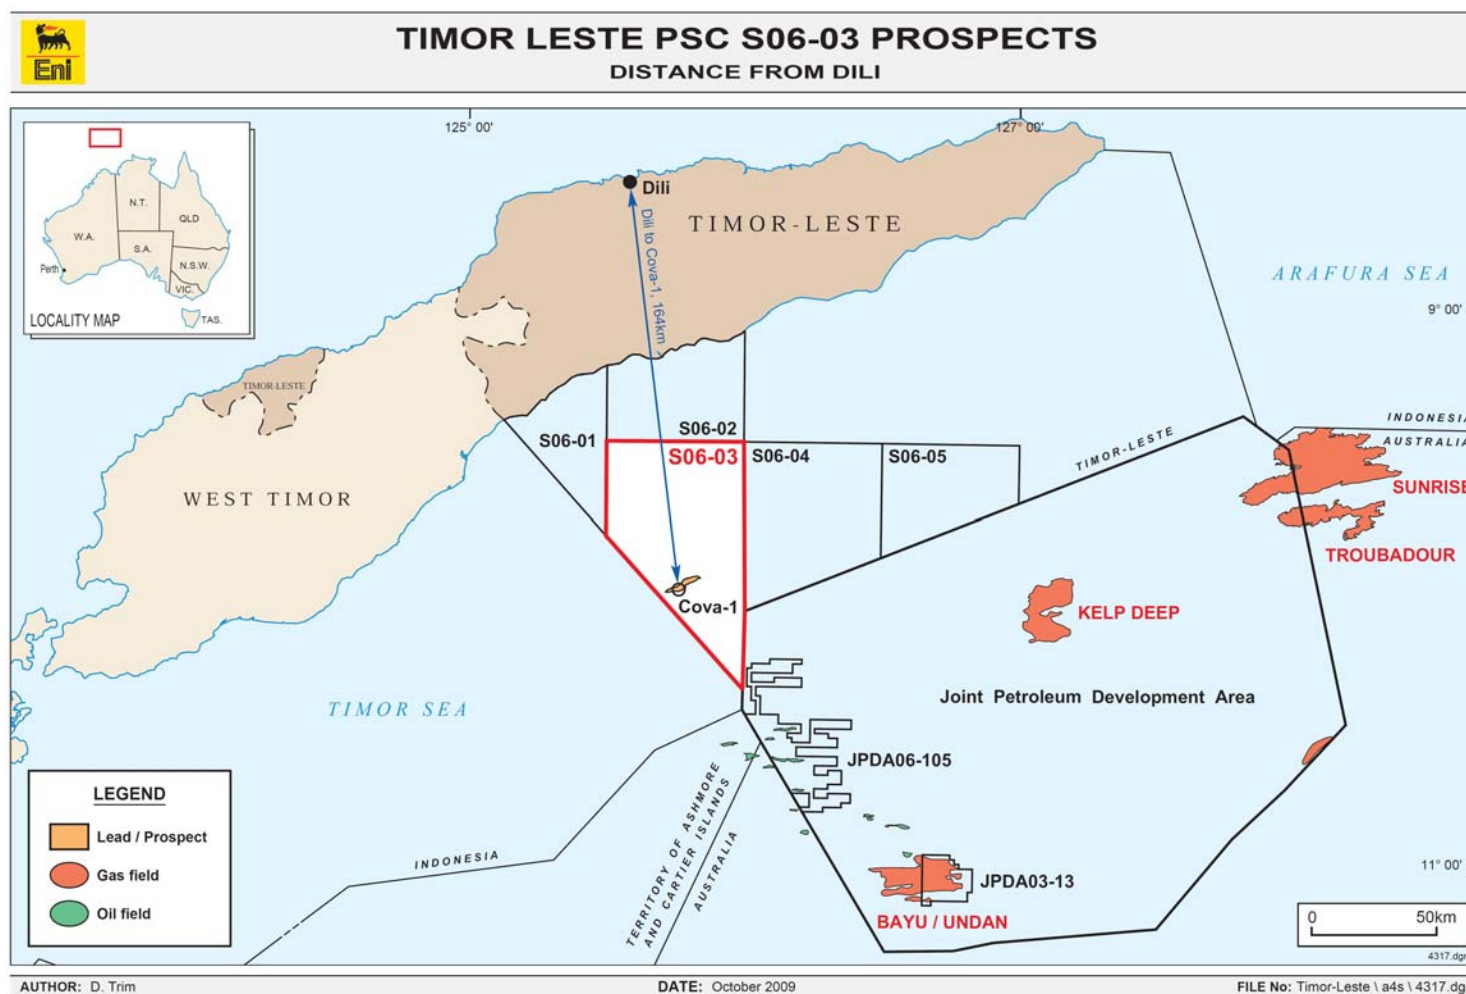 Eni
TIMOR LESTE PSC S06-03 PROSPECTS
DISTANCE FROM DILI
125° 00'
127° 00'
N.T.
QLD
W.A.
S.A.
N.S.W.
Perth
VIC.
TAS.
LOCALITY MAP
Dili
Dili to Cova-1, 164km
TIMOR-LESTE
ARAFURA SEA
9° 00'
TIMOR-LESTE
INDONESIA
AUSTRALIA
TIMOR-LESTE
S06-01
S06-02
S06-03
S06-04
S06-05
SUNRISE
WEST TIMOR
TROUBADOUR
Cova-1
KELP DEEP
Joint Petroleum Development Area
TIMOR SEA
JPDA06-105
TERRITORY OF ASHMORE
AND CARTIER ISLANDS
AUSTRALIA
INDONESIA
11° 00'
JPDA03-13
BAYU / UNDAN
LEGEND
Lead / Prospect
Gas field
Oil field
0 50km
4317.dgn
AUTHOR: D. Trim
DATE: October 2009
FILE No: Timor-Leste \ a4s \ 4317.dg